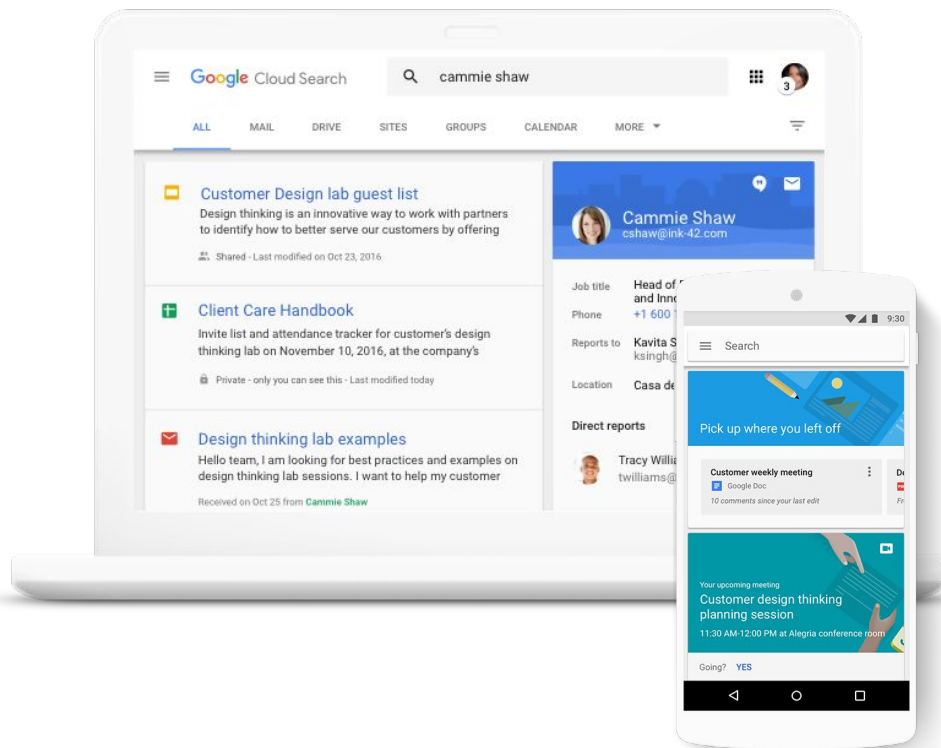 Google Cloud Search
cammie shaw
3
ALL MAIL DRIVE SITES GROUPS CALENDAR MORE
Customer Design lab guest list
Design thinking is an innovative way to work with partners
to identify how to better serve our customers by offering
Shared - Last modified on Oct 23, 2016
Client Care Handbook
Invite list and attendance tracker for customer's design
thinking lab on November 10, 2016, at the company's
Private - only you can see this - Last modified today
Design thinking lab examples
Hello team, I am looking for best practices and examples on
design thinking lab sessions. I want to help my customer
Received on Oct 25 from Cammie Shaw
Cammie Shaw
cshaw@ink-42.com
Job title Head of
and
Phone +1 600
Reports to Kavita
ksingh@
Location Casa
Direct reports
Tracy
twilliams@
9:30
Search
Pick up where you left off
Customer weekly meeting
Google Doc
10 comments since your last edit
Your upcoming meeting
Customer design thinking
planning session
11:30 AM-12:00 PM at Alegria conference room
Going? YES